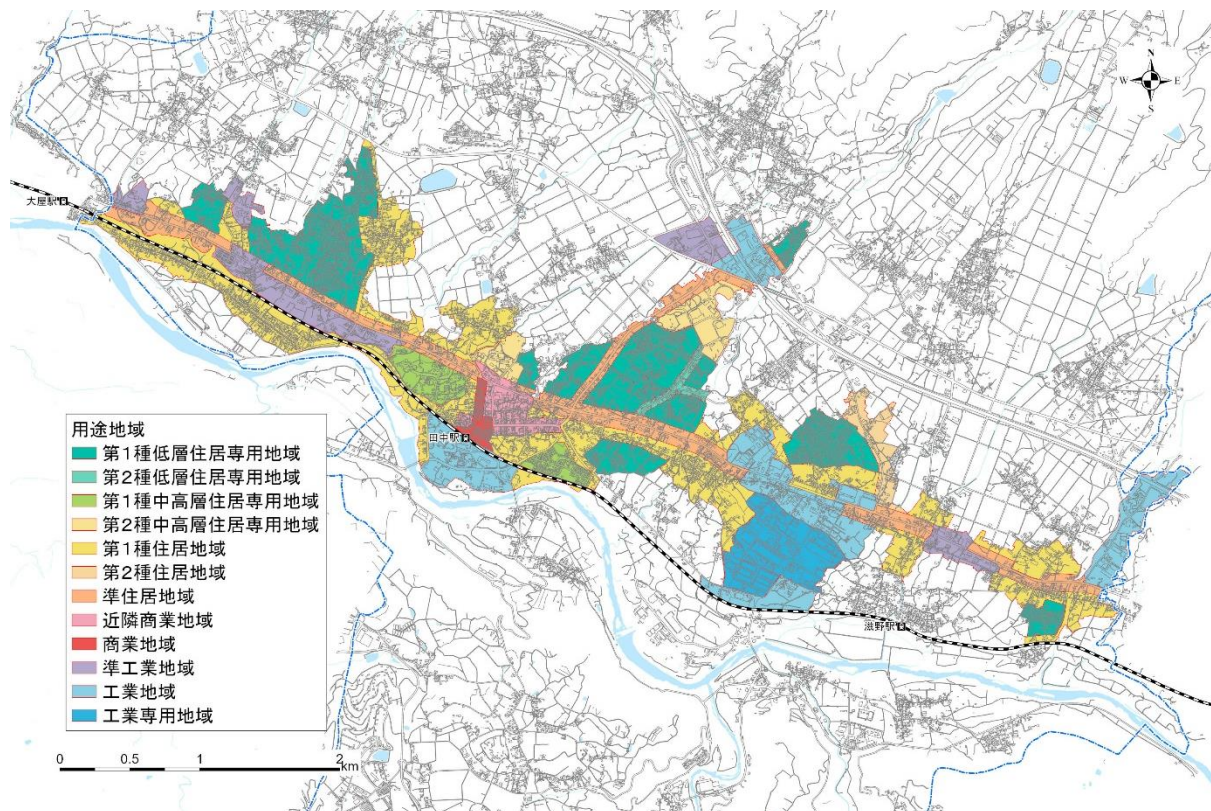 N
W
E
S
大屋駅
田中駅
滋野駅
用途地域
第1種低層住居専用地域
第2種低層住居専用地域
第1種中高層住居専用地域
第2種中高層住居専用地域
第1種住居地域
第2種住居地域
準住居地域
近隣商業地域
商業地域
準工業地域
工業地域
工業専用地域
0 0.5 1 2
km